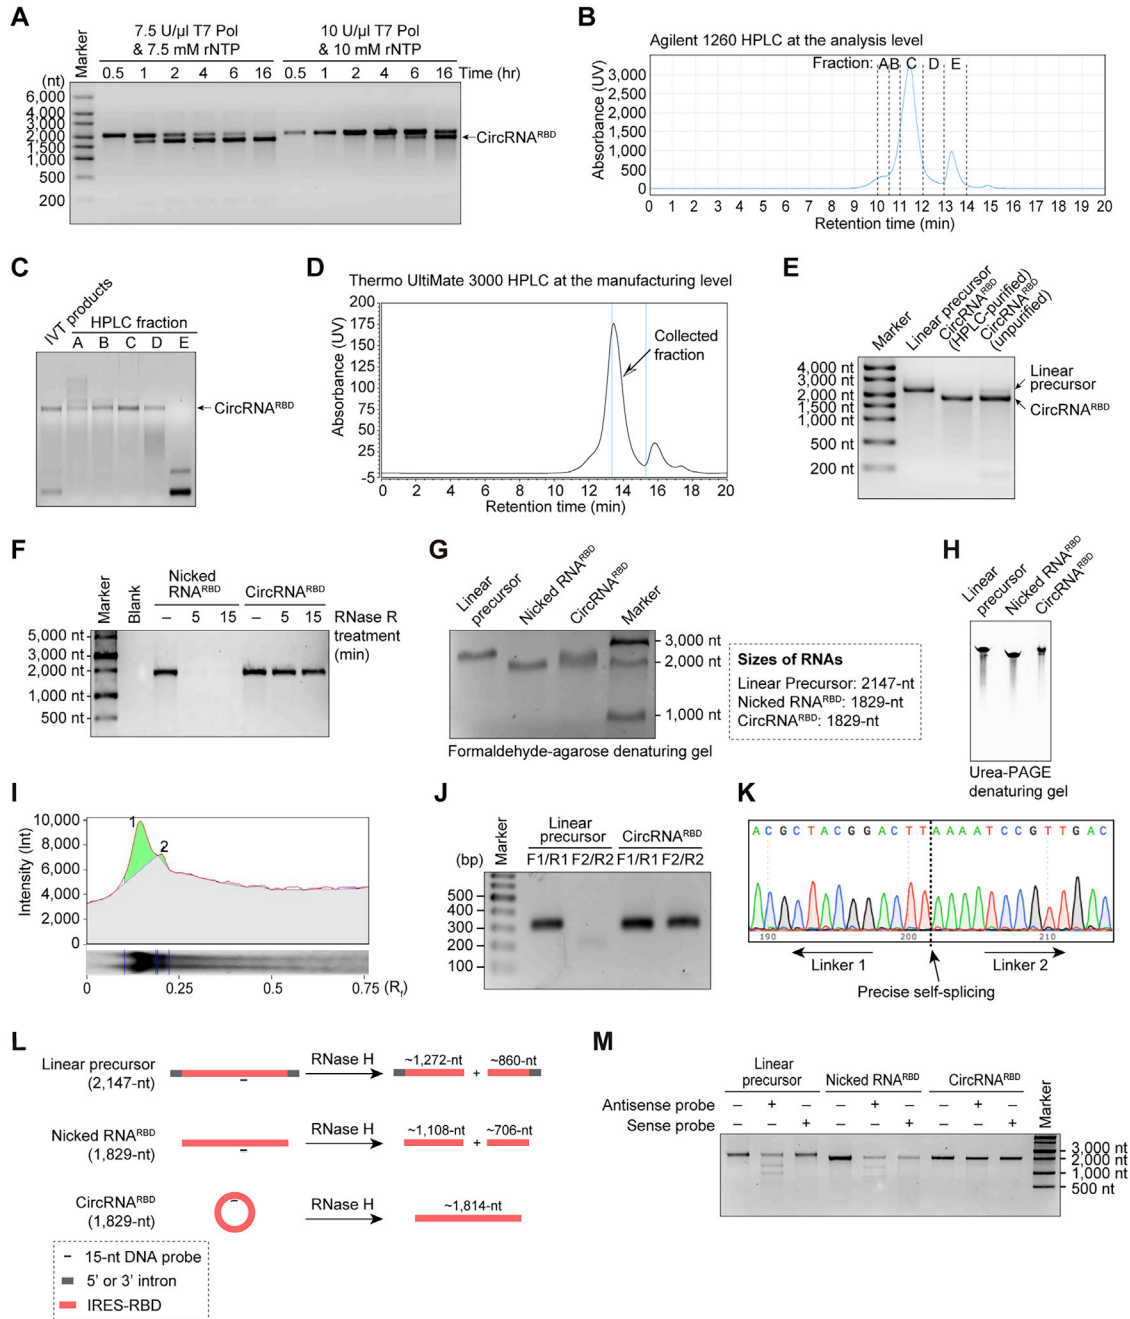 A
7.5 U/µl T7 Pol & 7.5 mM rNTP
10 U/µl T7 Pol & 10 mM rNTP
Marker
(nt)
0.5 1 2 4 6 16 0.5 1 2 4 6 16 Time (hr)
6,000
4,000
3,000
2,000
1,500
1,000
500
200
CircRNA^RBD
B
Agilent 1260 HPLC at the analysis level
Fraction: A B C D E
Absorbance (UV)
3,000
2,500
2,000
1,500
1,000
500
0
0 1 2 3 4 5 6 7 8 9 10 11 12 13 14 15 16 17 18 19 20
Retention time (min)
C
IVT products
HPLC fraction
A B C D E
CircRNA^RBD
D
Thermo UltiMate 3000 HPLC at the manufacturing level
Absorbance (UV)
200
175
150
125
100
75
50
25
-5
Collected fraction
0 2 4 6 8 10 12 14 16 18 20
Retention time (min)
E
Marker
Linear precursor
CircRNA^RBD (HPLC-purified)
CircRNA^RBD (unpurified)
4,000 nt
3,000 nt
2,000 nt
1,500 nt
1,000 nt
500 nt
200 nt
Linear precursor
CircRNA^RBD
F
Marker
Blank
Nicked RNA^RBD
CircRNA^RBD
– 5 15 – 5 15
RNase R treatment (min)
5,000 nt
3,000 nt
2,000 nt
1,000 nt
500 nt
G
Linear precursor
Nicked RNA^RBD
CircRNA^RBD
Marker
3,000 nt
2,000 nt
1,000 nt
Formaldehyde-agarose denaturing gel
Sizes of RNAs
Linear Precursor: 2147-nt
Nicked RNA^RBD: 1829-nt
CircRNA^RBD: 1829-nt
H
Linear precursor
Nicked RNA^RBD
CircRNA^RBD
Urea-PAGE
denaturing gel
I
Intensity (Int)
10,000
8,000
6,000
4,000
2,000
0
1
2
0 0.25 0.5 0.75 (Rf)
J
Marker
Linear precursor
CircRNA^RBD
(bp)
F1/R1 F2/R2 F1/R1 F2/R2
500
400
300
200
100
K
A C G C T A C G G A C T T A A A A T C C G T T G A C
190 200 210
Linker 1
Linker 2
Precise self-splicing
L
Linear precursor
(2,147-nt)
RNase H
~1,272-nt + ~860-nt
Nicked RNA^RBD
(1,829-nt)
RNase H
~1,108-nt + ~706-nt
CircRNA^RBD
(1,829-nt)
RNase H
~1,814-nt
15-nt DNA probe
5' or 3' intron
IRES-RBD
M
Linear precursor
Nicked RNA^RBD
CircRNA^RBD
Marker
Antisense probe – + – – + – – + –
Sense probe – – + – – + – – +
3,000 nt
2,000 nt
1,000 nt
500 nt